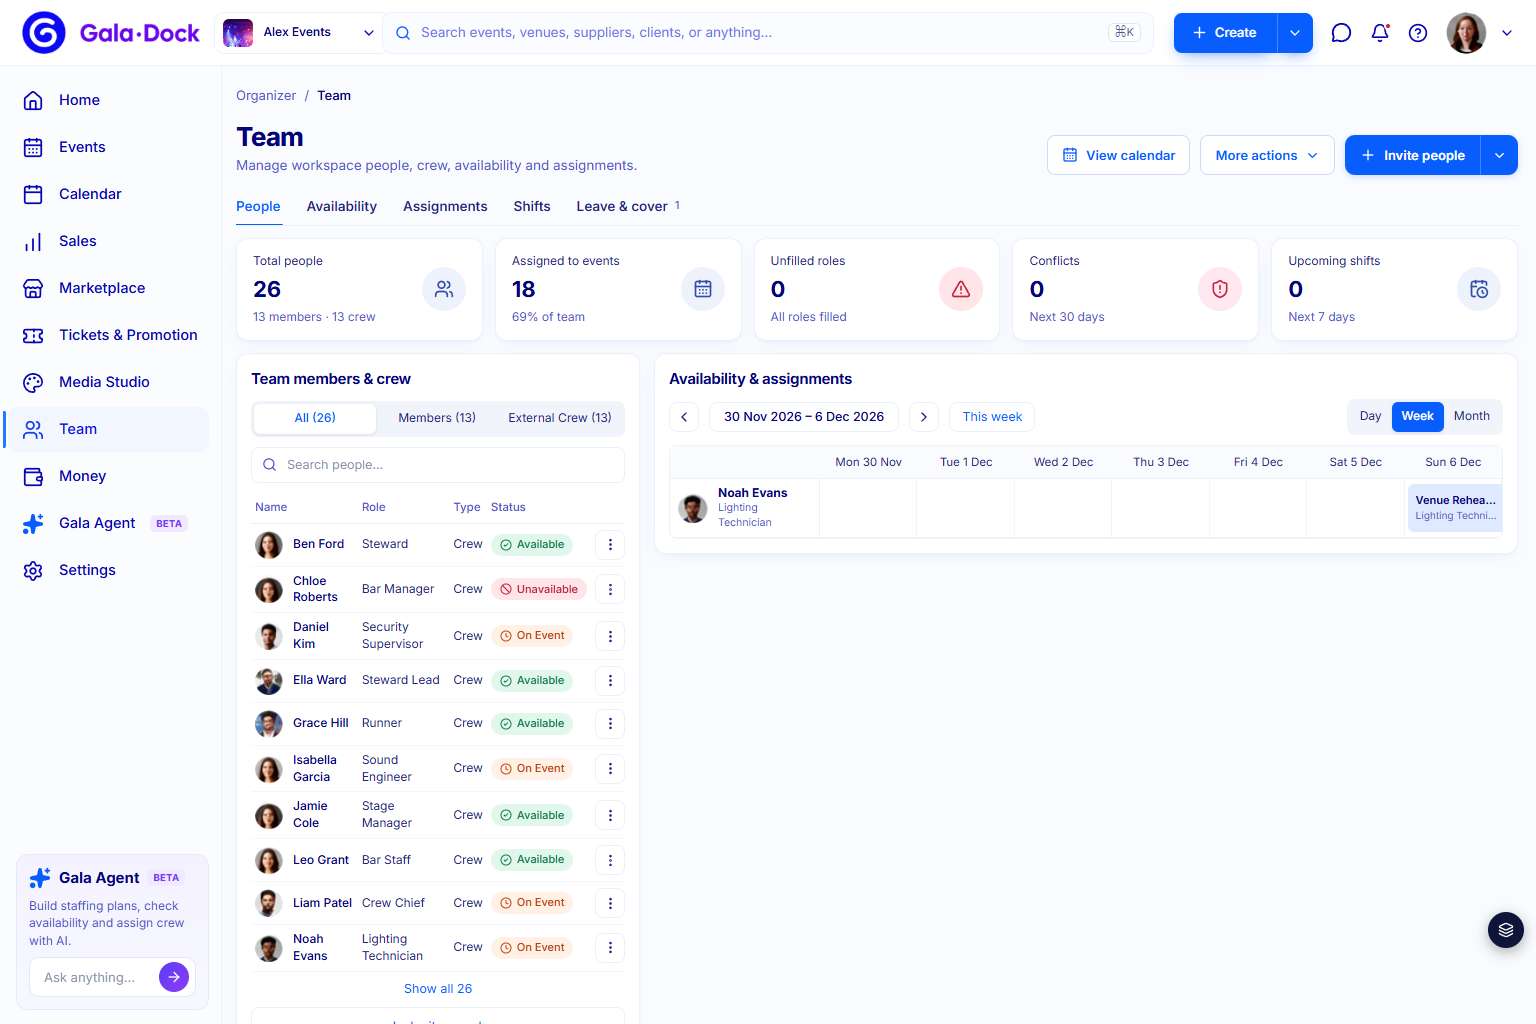 Gala·Dock
Alex Events
Search events, venues, suppliers, clients, or anything...
⌘K
Create
Home
Events
Calendar
Sales
Marketplace
Tickets & Promotion
Media Studio
Team
Money
Gala Agent BETA
Settings
Gala Agent BETA
Build staffing plans, check
availability and assign crew
with AI.
Ask anything...
Organizer / Team
Team
Manage workspace people, crew, availability and assignments.
View calendar
More actions
Invite people
People
Availability
Assignments
Shifts
Leave & cover 1
Total people
26
13 members · 13 crew
Assigned to events
18
69% of team
Unfilled roles
0
All roles filled
Conflicts
0
Next 30 days
Upcoming shifts
0
Next 7 days
Team members & crew
All (26)
Members (13)
External Crew (13)
Search people...
Name Role Type Status
Ben Ford Steward Crew Available
Chloe
Roberts
Bar Manager Crew Unavailable
Daniel
Kim
Security
Supervisor
Crew On Event
Ella Ward Steward Lead Crew Available
Grace Hill Runner Crew Available
Isabella
Garcia
Sound
Engineer
Crew On Event
Jamie
Cole
Stage
Manager
Crew Available
Leo Grant Bar Staff Crew Available
Liam Patel Crew Chief Crew On Event
Noah
Evans
Lighting
Technician
Crew On Event
Show all 26
Availability & assignments
30 Nov 2026 – 6 Dec 2026
This week
Day
Week
Month
Mon 30 Nov
Tue 1 Dec
Wed 2 Dec
Thu 3 Dec
Fri 4 Dec
Sat 5 Dec
Sun 6 Dec
Noah Evans
Lighting
Technician
Venue Rehea...
Lighting Techni...